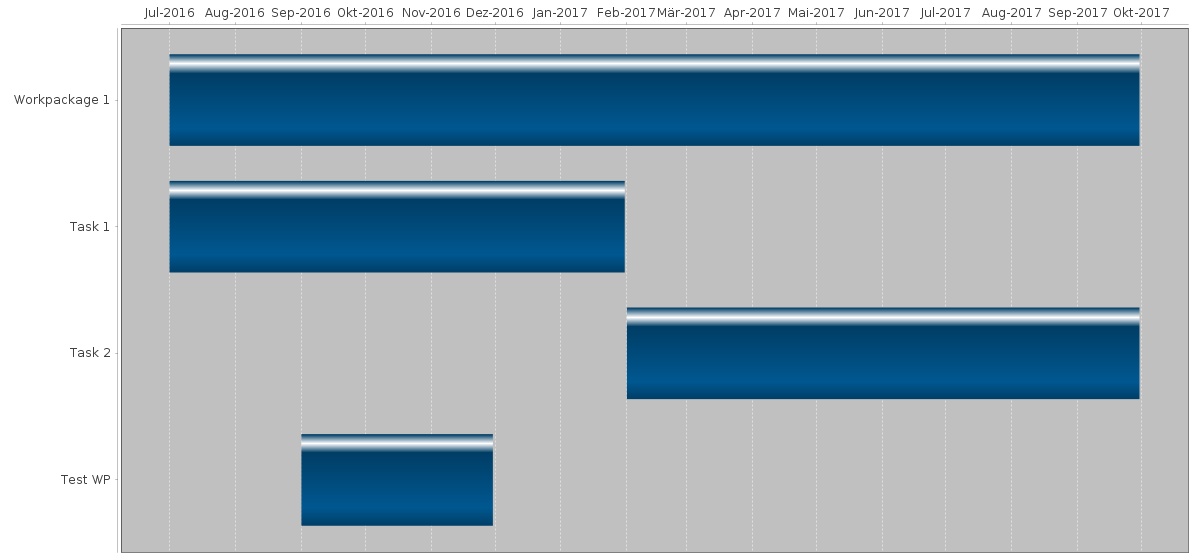 Jul-2016 Aug-2016 Sep-2016 Okt-2016 Nov-2016 Dez-2016 Jan-2017 Feb-2017 Mär-2017 Apr-2017 Mai-2017 Jun-2017 Jul-2017 Aug-2017 Sep-2017 Okt-2017
Workpackage 1
Task 1
Task 2
Test WP